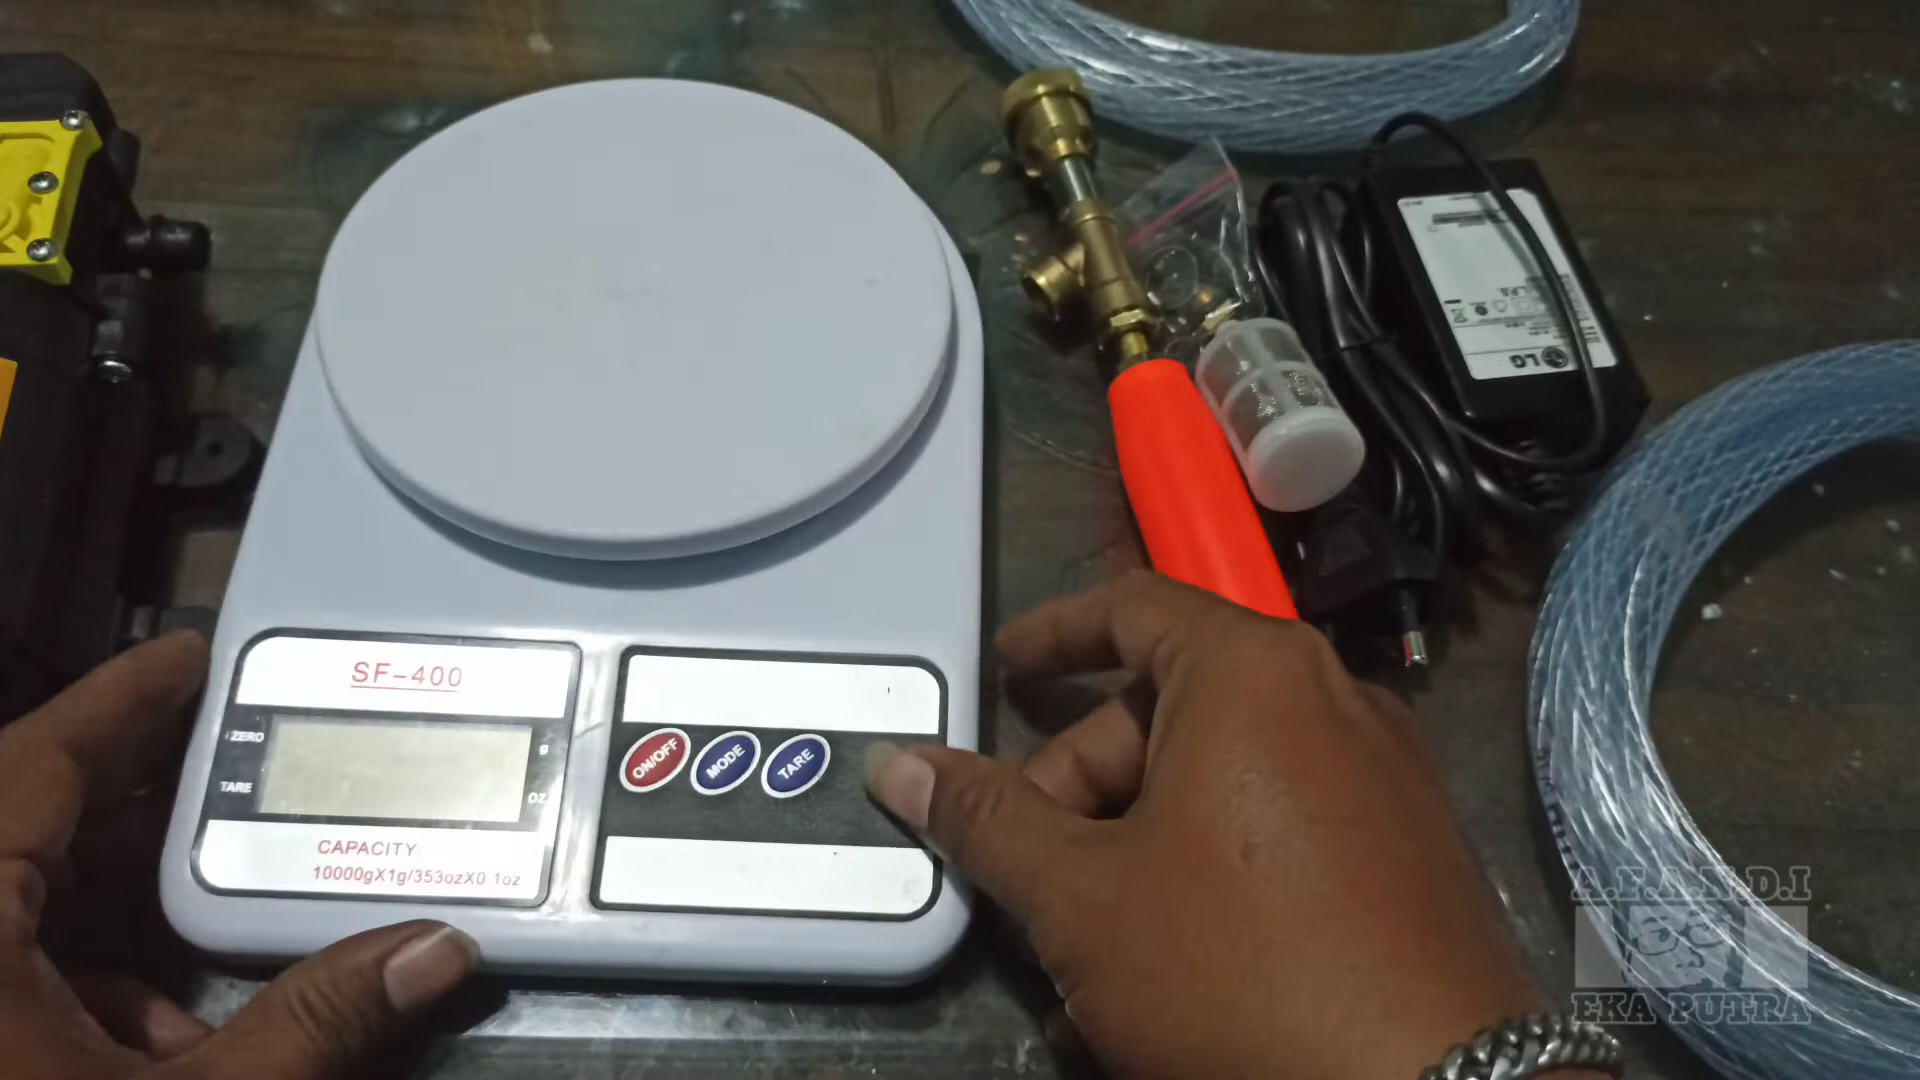 SF-400
ZERO
g
TARE
OZ
CAPACITY
10000gX1g/353ozX0 1oz
ON/OFF
MODE
TARE
LG
A.F.A.N.D.I
EKA PUTRA